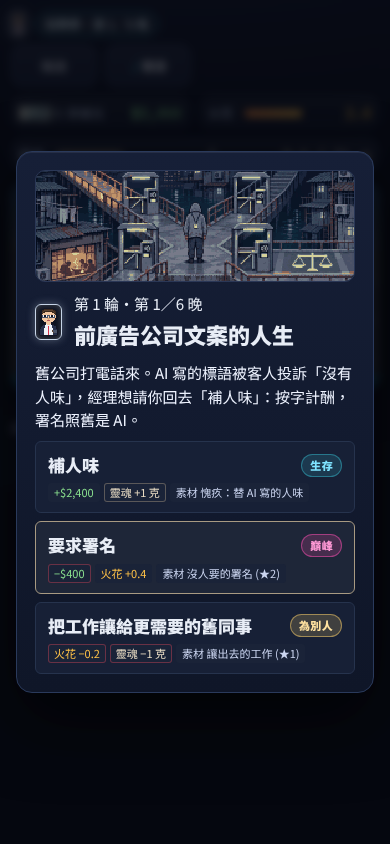 第 1 輪・第 1／6 晚
前廣告公司文案的人生
舊公司打電話來。AI 寫的標語被客人投訴「沒有
人味」，經理想請你回去「補人味」：按字計酬，
署名照舊是 AI。
補人味 生存
+$2,400 靈魂 +1 克 素材 愧疚：替 AI 寫的人味
要求署名 巔峰
−$400 火花 +0.4 素材 沒人要的署名 (★2)
把工作讓給更需要的舊同事 為別人
火花 −0.2 靈魂 −1 克 素材 讓出去的工作 (★1)